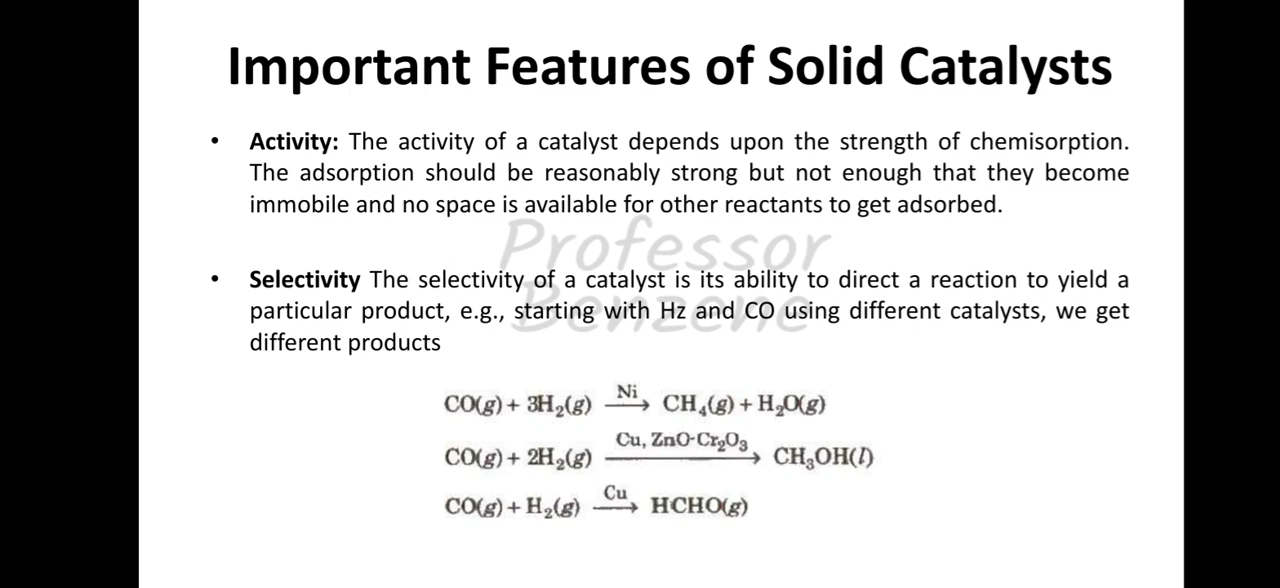 Important Features of Solid Catalysts
• Activity: The activity of a catalyst depends upon the strength of chemisorption.
The adsorption should be reasonably strong but not enough that they become
immobile and no space is available for other reactants to get adsorbed.
Professor
Benzene
• Selectivity The selectivity of a catalyst is its ability to direct a reaction to yield a
particular product, e.g., starting with Hz and CO using different catalysts, we get
different products
CO(g) + 3H₂(g) —Ni→ CH₄(g) + H₂O(g)
CO(g) + 2H₂(g) —Cu, ZnO-Cr₂O₃→ CH₃OH(l)
CO(g) + H₂(g) —Cu→ HCHO(g)